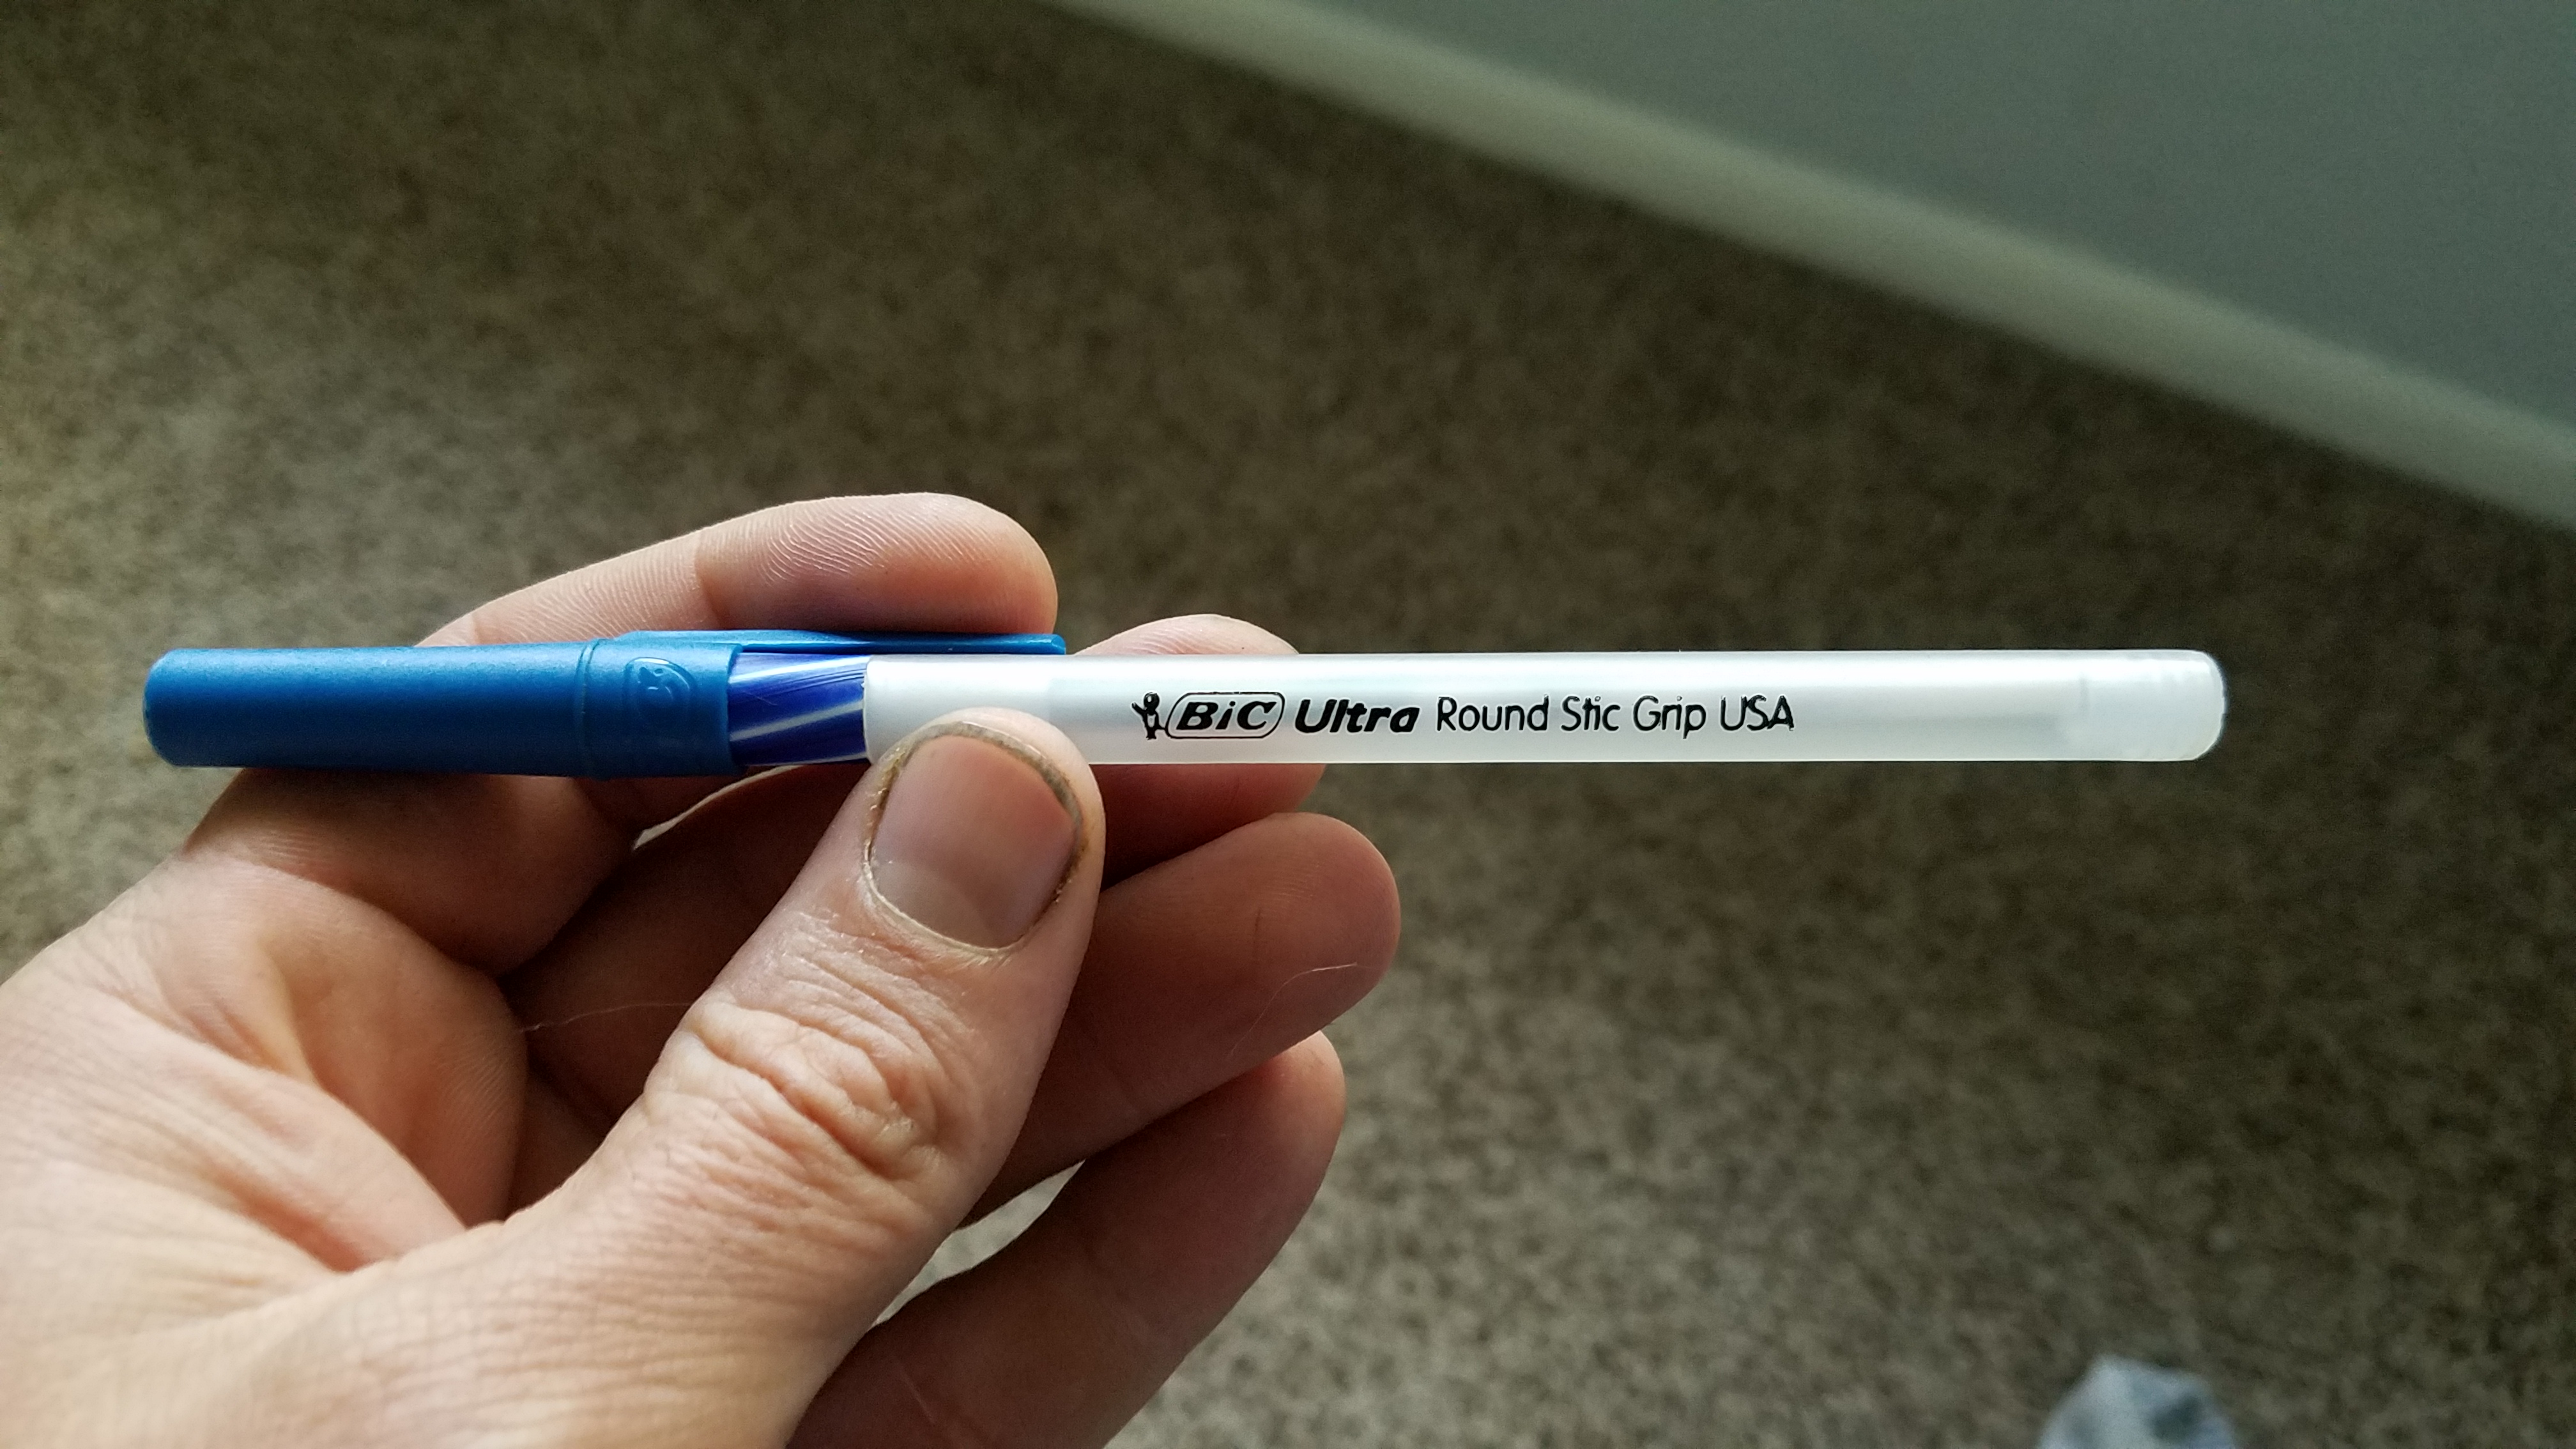 BiC Ultra Round Stic Grip USA